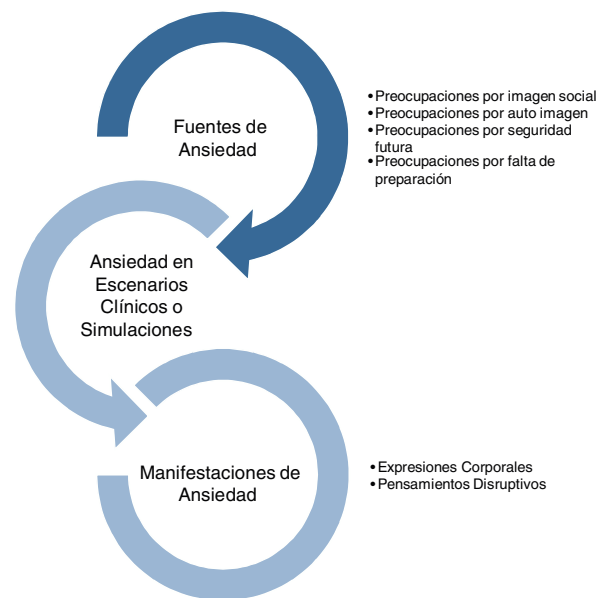 Fuentes de
Ansiedad
•Preocupaciones por imagen social
•Preocupaciones por auto imagen
•Preocupaciones por seguridad
futura
•Preocupaciones por falta de
preparación
Ansiedad en
Escenarios
Clínicos o
Simulaciones
Manifestaciones de
Ansiedad
•Expresiones Corporales
•Pensamientos Disruptivos